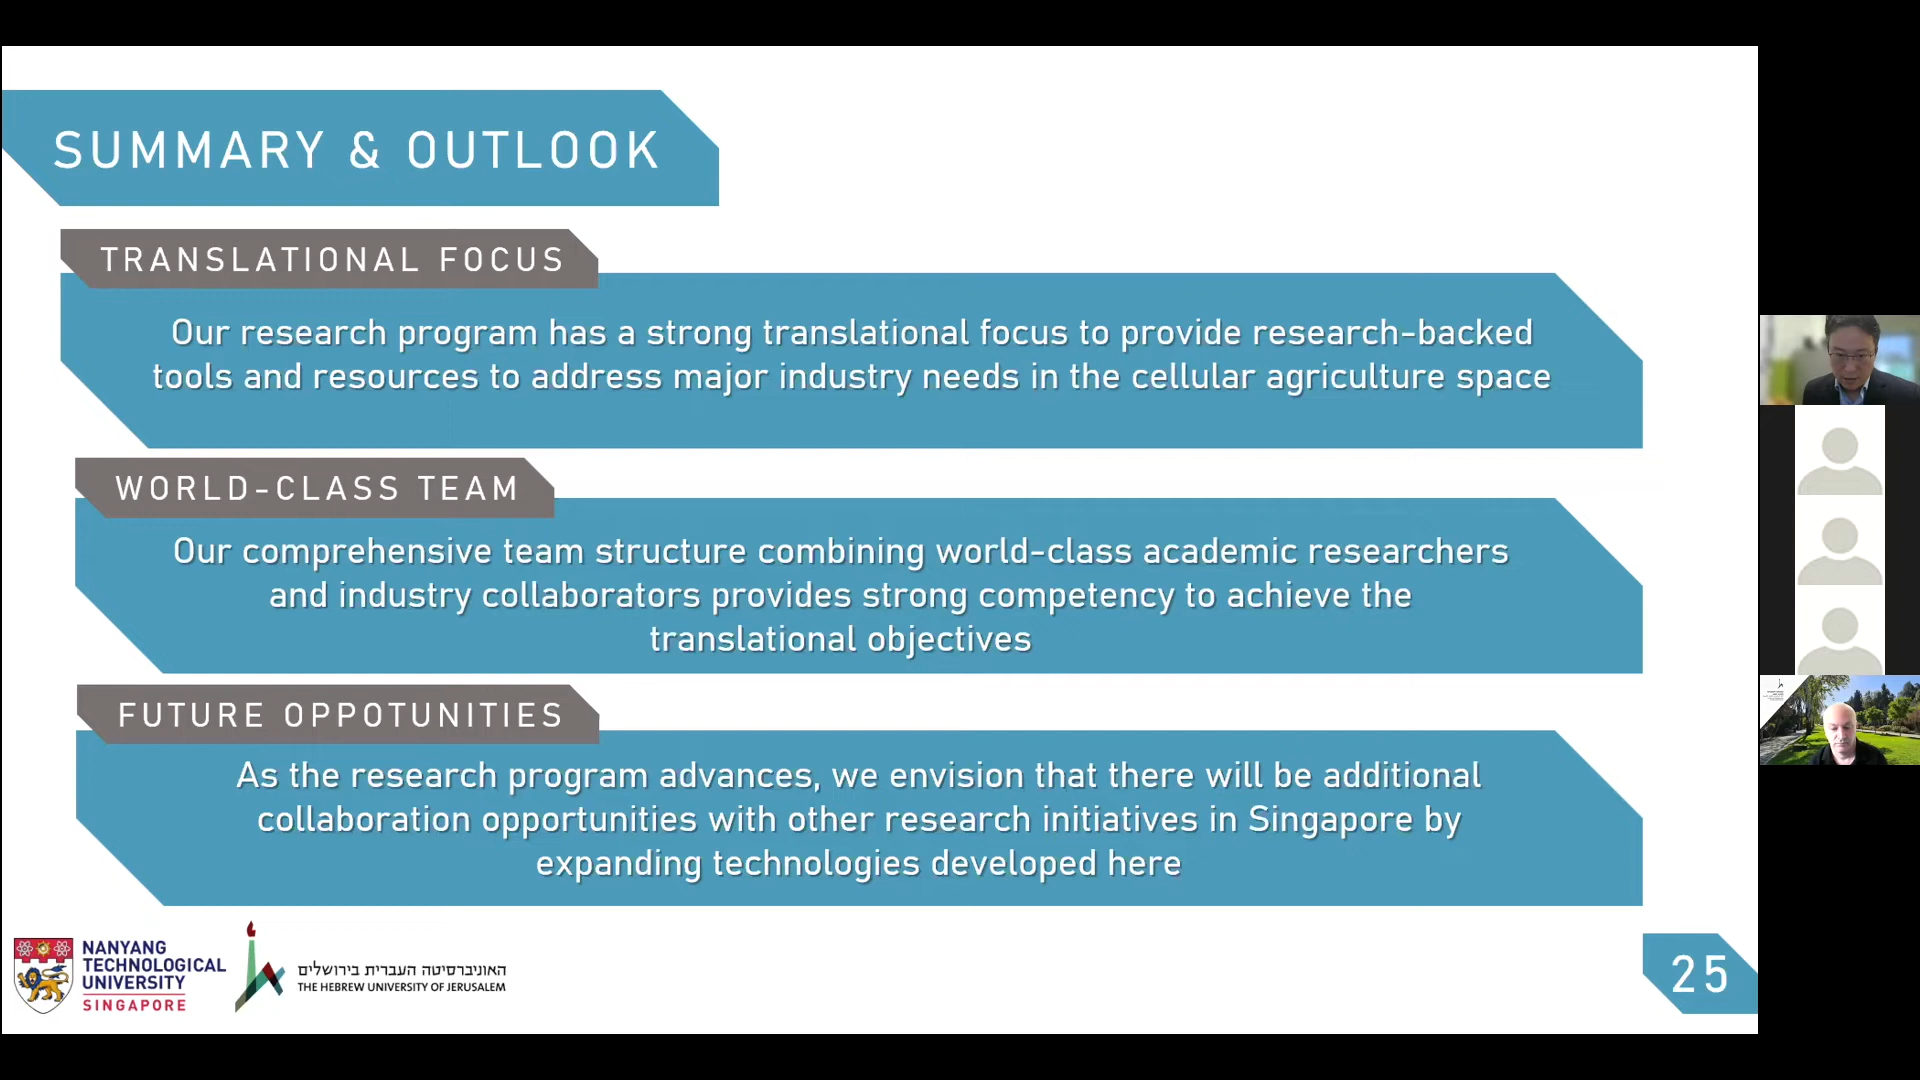 SUMMARY & OUTLOOK
TRANSLATIONAL FOCUS
Our research program has a strong translational focus to provide research-backed
tools and resources to address major industry needs in the cellular agriculture space
WORLD-CLASS TEAM
Our comprehensive team structure combining world-class academic researchers
and industry collaborators provides strong competency to achieve the
translational objectives
FUTURE OPPOTUNITIES
As the research program advances, we envision that there will be additional
collaboration opportunities with other research initiatives in Singapore by
expanding technologies developed here
NANYANG
TECHNOLOGICAL
UNIVERSITY
SINGAPORE
האוניברסיטה העברית בירושלים
THE HEBREW UNIVERSITY OF JERUSALEM
25